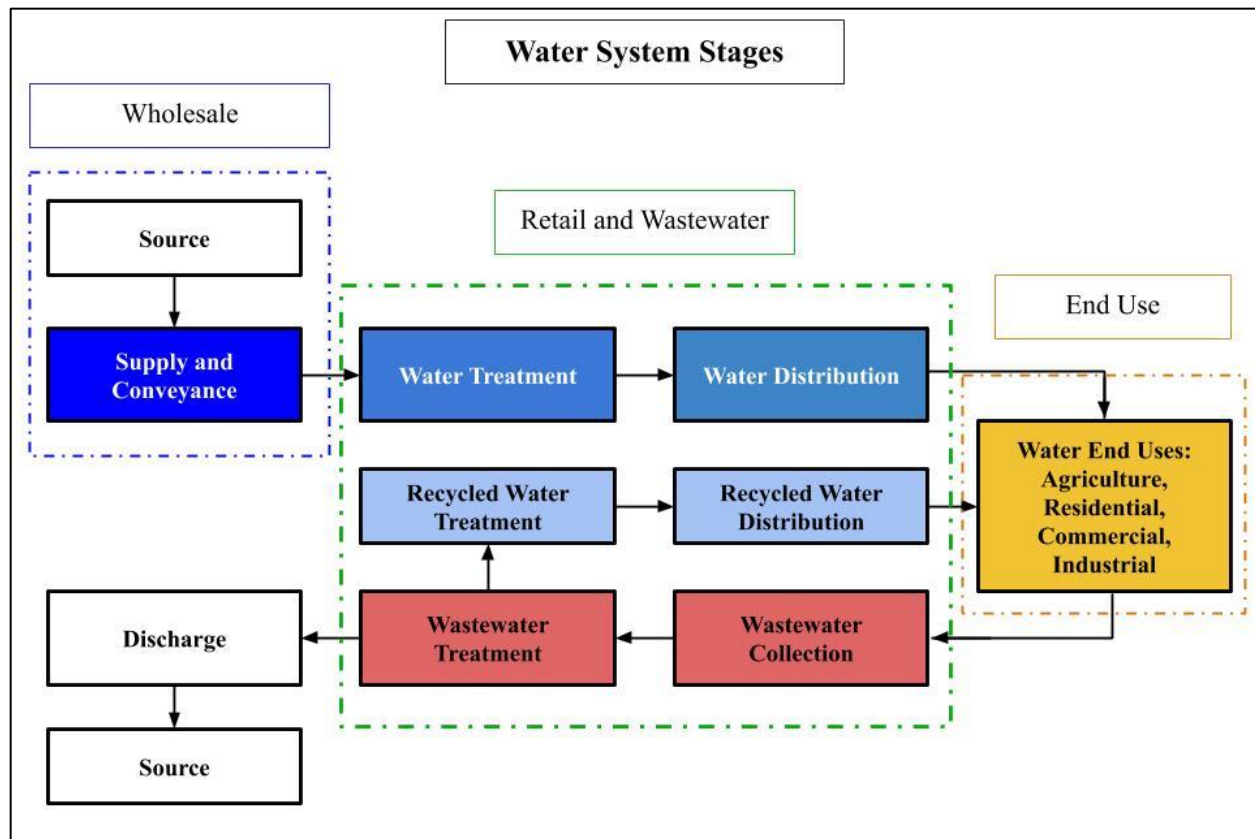 Water System Stages
Wholesale
Source
Supply and
Conveyance
Retail and Wastewater
Water Treatment
Water Distribution
Recycled Water
Treatment
Recycled Water
Distribution
Wastewater
Treatment
Wastewater
Collection
End Use
Water End Uses:
Agriculture,
Residential,
Commercial,
Industrial
Discharge
Source